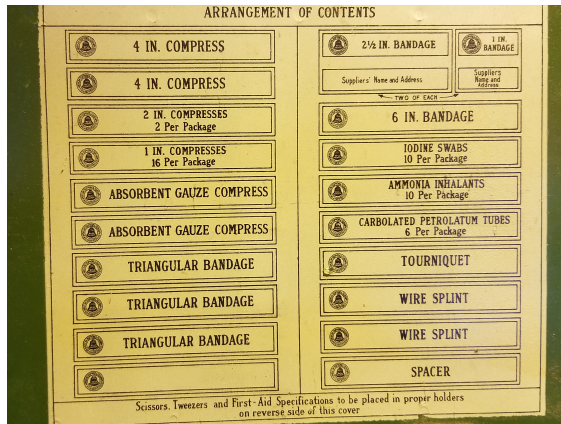 ARRANGEMENT OF CONTENTS
4 IN. COMPRESS
4 IN. COMPRESS
2 IN. COMPRESSES
2 Per Package
1 IN. COMPRESSES
16 Per Package
ABSORBENT GAUZE COMPRESS
ABSORBENT GAUZE COMPRESS
TRIANGULAR BANDAGE
TRIANGULAR BANDAGE
TRIANGULAR BANDAGE
2½ IN. BANDAGE
Suppliers' Name and Address
1 IN.
BANDAGE
Suppliers
Name and
Address
TWO OF EACH
6 IN. BANDAGE
IODINE SWABS
10 Per Package
AMMONIA INHALANTS
10 Per Package
CARBOLATED PETROLATUM TUBES
6 Per Package
TOURNIQUET
WIRE SPLINT
WIRE SPLINT
SPACER
Scissors, Tweezers and First-Aid Specifications to be placed in proper holders
on reverse side of this cover